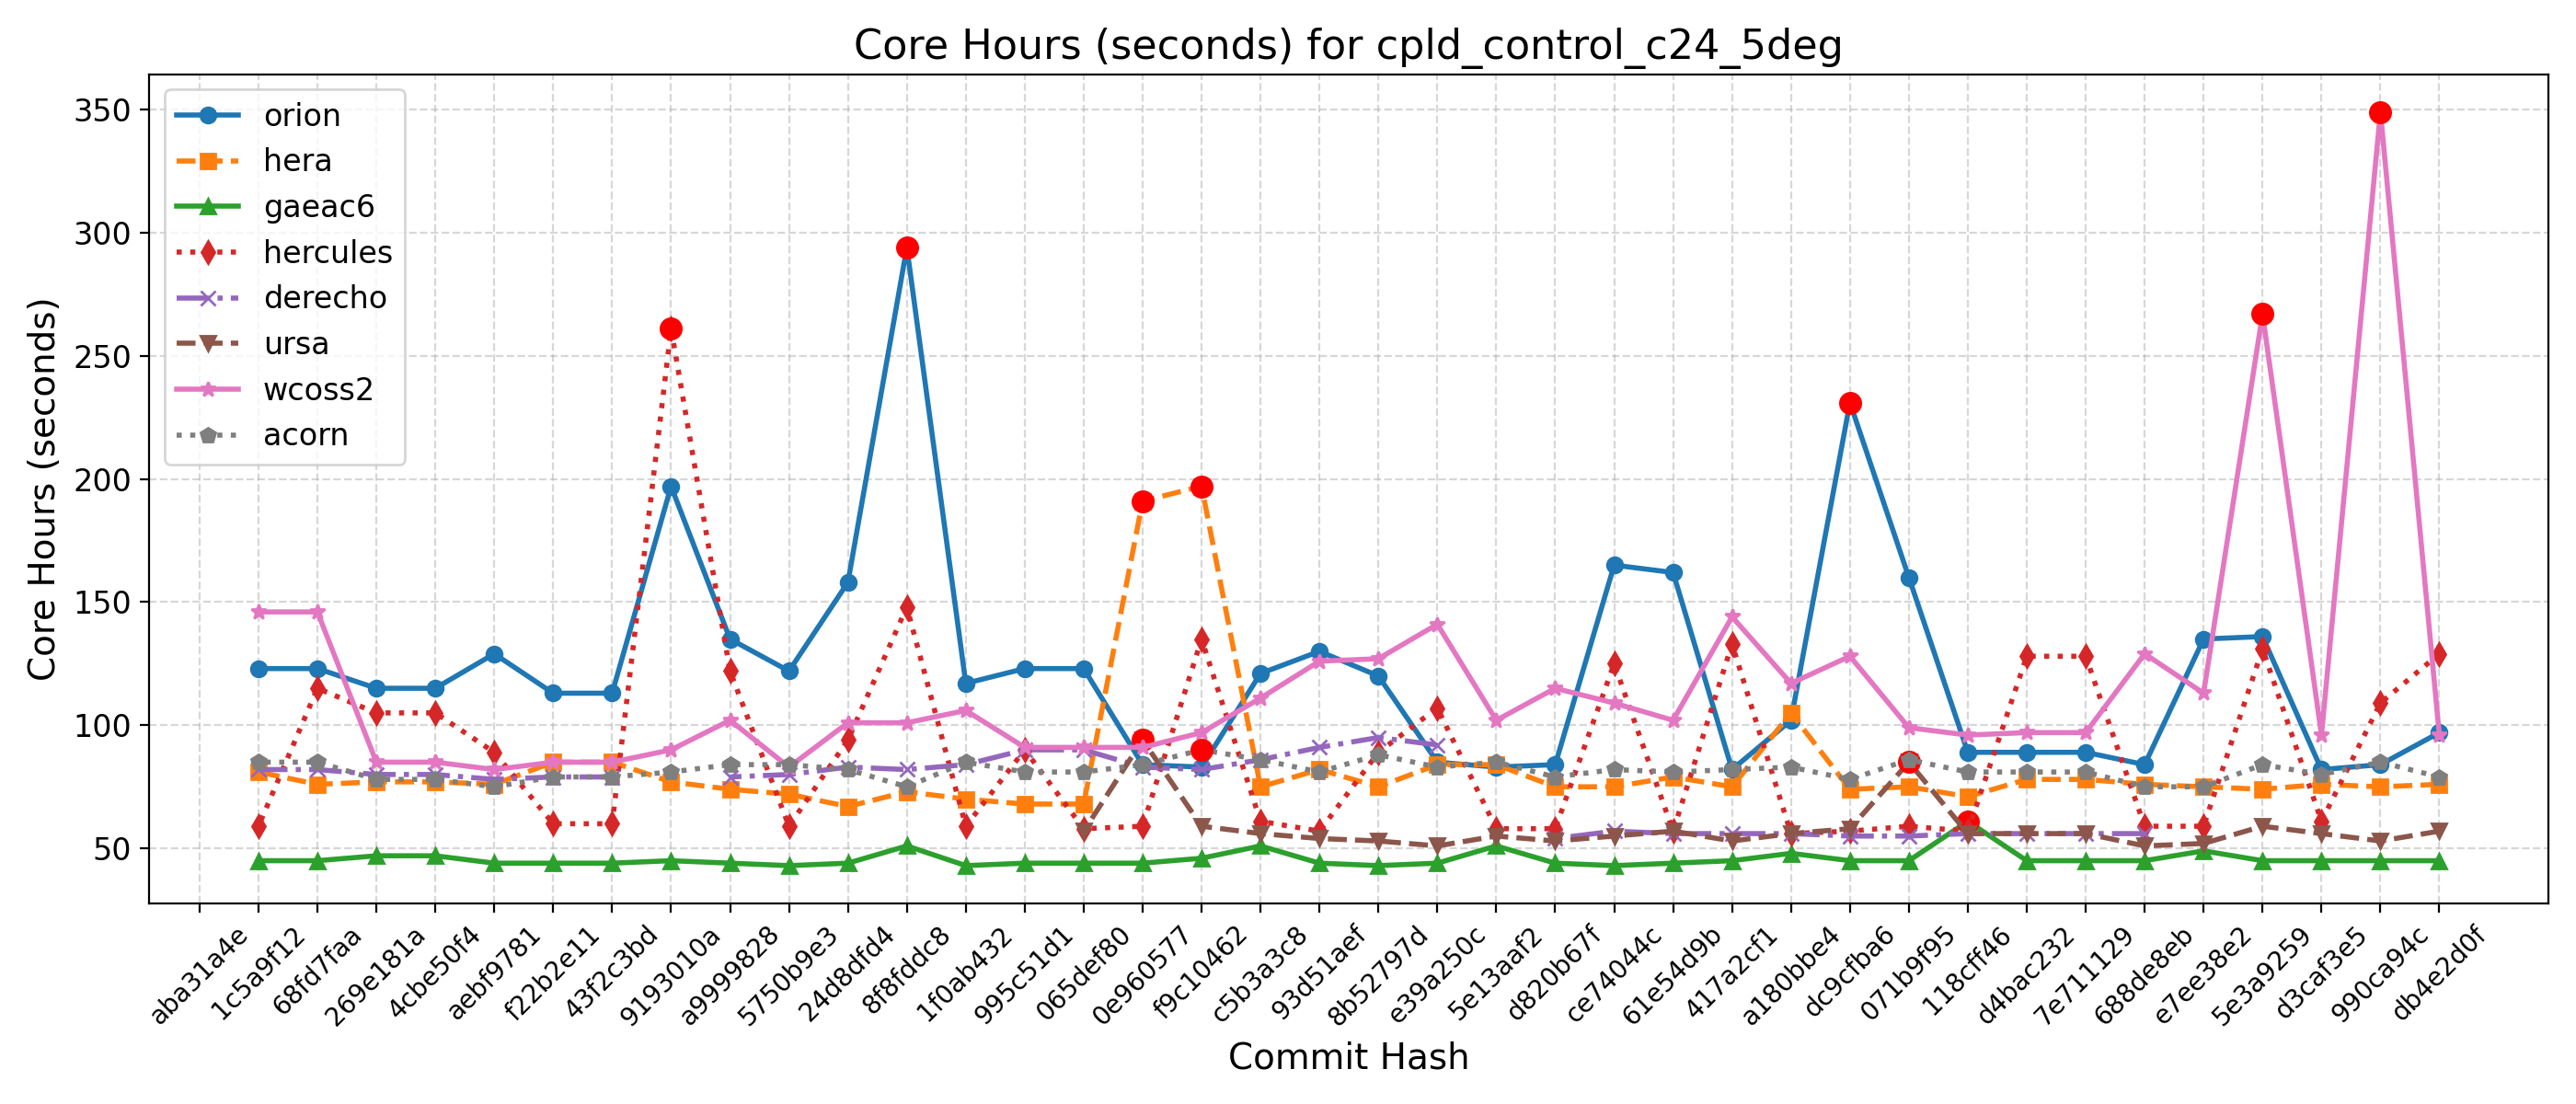 Core Hours (seconds) for cpld_control_c24_5deg
Core Hours (seconds)
350
300
250
200
150
100
50
orion
hera
gaeac6
hercules
derecho
ursa
wcoss2
acorn
aba31a4e
1c5a9f12
68fd7faa
269e181a
4cbe50f4
aebf9781
f22b2e11
43f2c3bd
9193010a
a9999828
5750b9e3
24d8dfd4
8f8fddc8
1f0ab432
995c51d1
065def80
0e960577
f9c10462
c5b3a3c8
93d51aef
8b52797d
e39a250c
5e13aaf2
d820b67f
ce74044c
61e54d9b
417a2cf1
a180bbe4
dc9cfba6
071b9f95
118cff46
d4bac232
7e711129
688de8eb
e7ee38e2
5e3a9259
d3caf3e5
990ca94c
db4e2d0f
Commit Hash